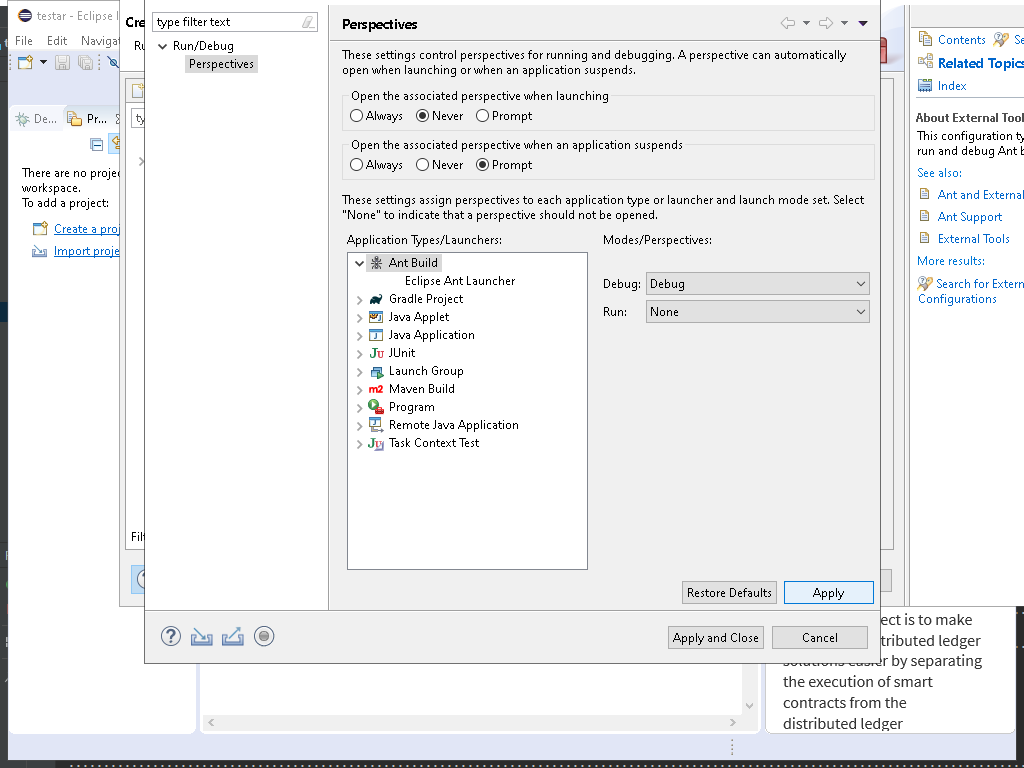 testar - Eclipse I
File Edit Naviga
De... Pr...
There are no proje
workspace.
To add a project:
Create a proj
Import proje
Cre
Ru
ty
Filt
type filter text
Run/Debug
Perspectives
Perspectives
These settings control perspectives for running and debugging. A perspective can automatically
open when launching or when an application suspends.
Open the associated perspective when launching
Always Never Prompt
Open the associated perspective when an application suspends
Always Never Prompt
These settings assign perspectives to each application type or launcher and launch mode set. Select
"None" to indicate that a perspective should not be opened.
Application Types/Launchers:
Modes/Perspectives:
Ant Build
Eclipse Ant Launcher
Gradle Project
Java Applet
Java Application
JUnit
Launch Group
Maven Build
Program
Remote Java Application
Task Context Test
Debug: Debug
Run: None
Restore Defaults
Apply
Apply and Close
Cancel
Contents Se
Related Topics
Index
About External Tool
This configuration ty
run and debug Ant b
See also:
Ant and External
Ant Support
External Tools
More results:
Search for Extern
Configurations
ect is to make
tributed ledger
solutions easier by separating
the execution of smart
contracts from the
distributed ledger